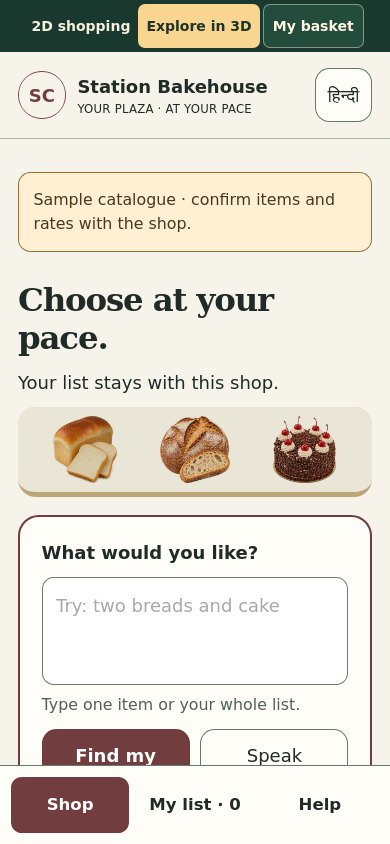 2D shopping
Explore in 3D
My basket
SC
Station Bakehouse
YOUR PLAZA · AT YOUR PACE
हिन्दी
Sample catalogue · confirm items and
rates with the shop.
Choose at your
pace.
Your list stays with this shop.
What would you like?
Try: two breads and cake
Type one item or your whole list.
Find my
Speak
Shop
My list · 0
Help